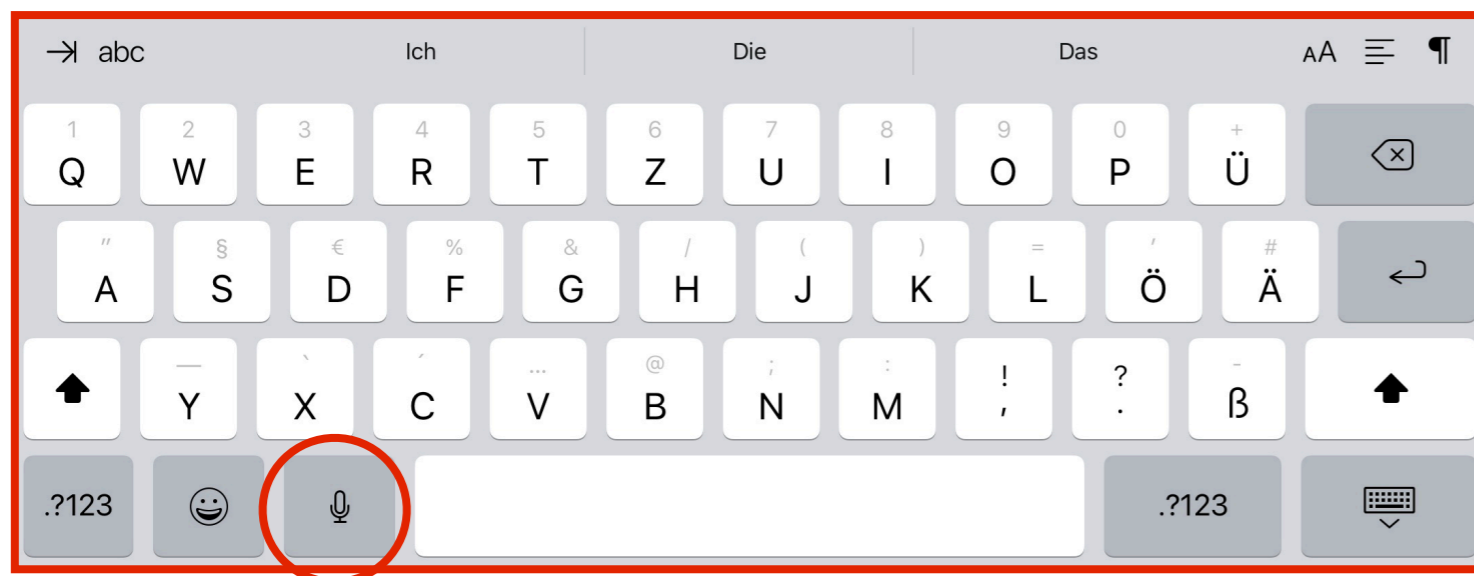 abc Ich Die Das AA ¶
1 2 3 4 5 6 7 8 9 0 +
Q W E R T Z U I O P Ü
" § € % & / ( ) = ' #
A S D F G H J K L Ö Ä
— ` ´ … @ ; : ! ? -
Y X C V B N M , . ß
.?123 .?123